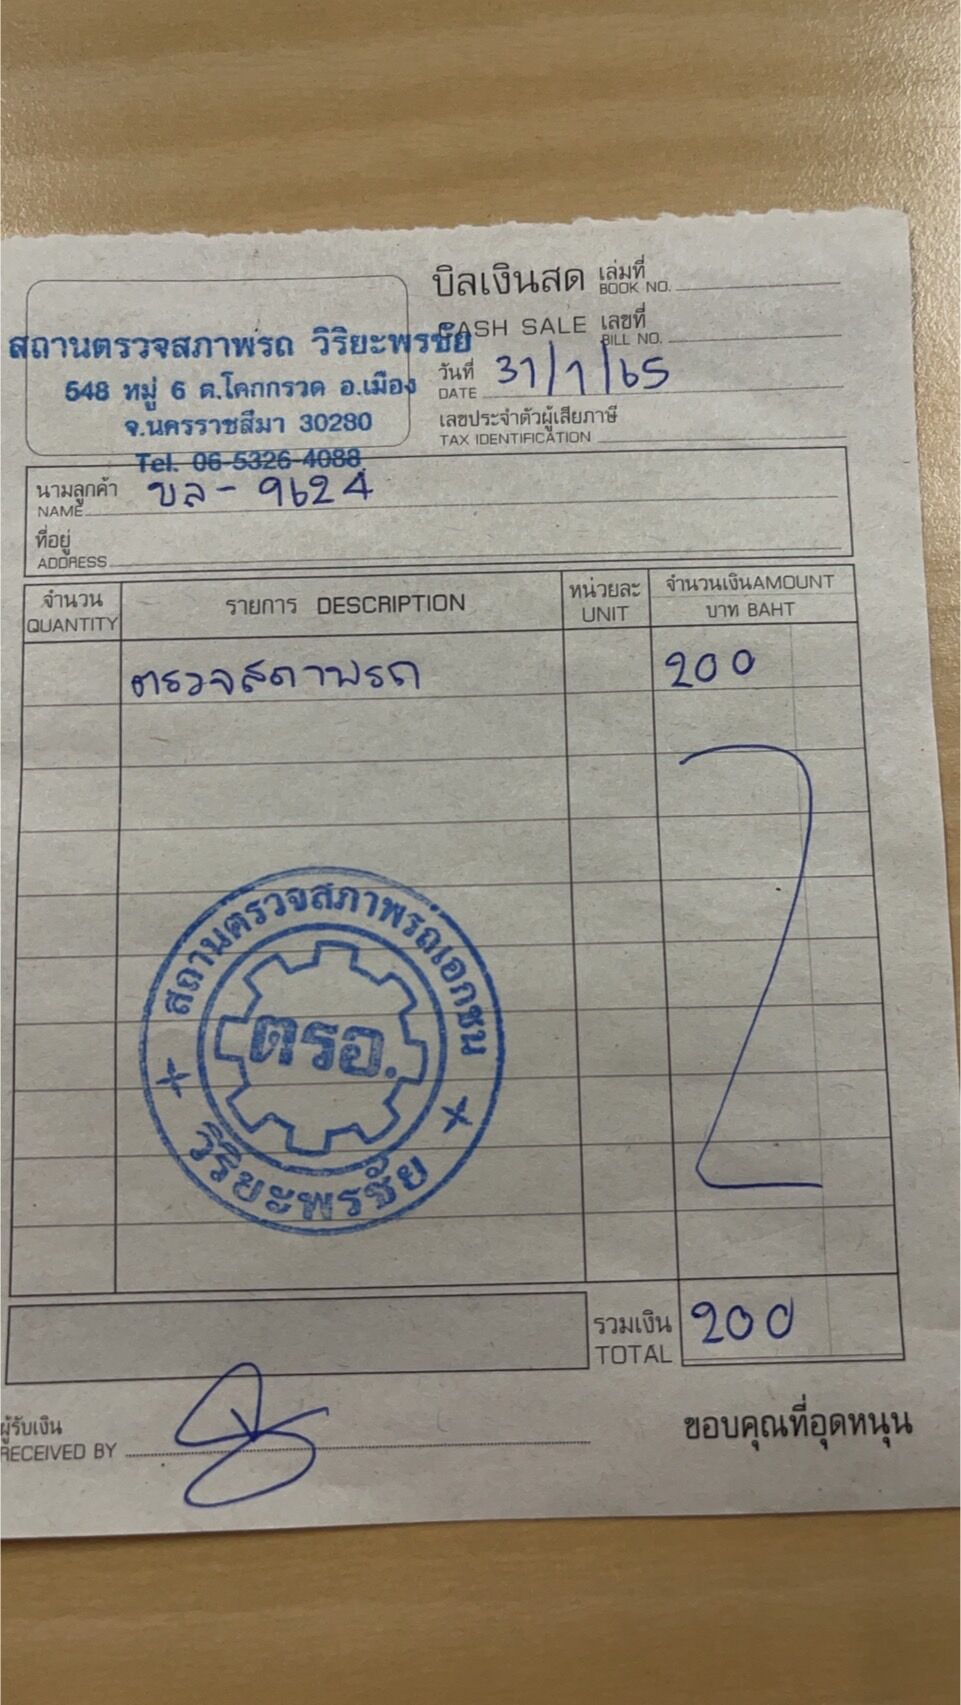 บิลเงินสด เล่มที่
BOOK NO.
CASH SALE เลขที่
BILL NO.
สถานตรวจสภาพรถ วิริยะพรชัย
548 หมู่ 6 ต.โคกกรวด อ.เมือง
จ.นครราชสีมา 30280
Tel. 06-5326-4088
วันที่ 31/1/65
DATE
เลขประจำตัวผู้เสียภาษี
TAX IDENTIFICATION
นามลูกค้า ขล - 9624
NAME
ที่อยู่
ADDRESS
จำนวน รายการ DESCRIPTION หน่วยละ จำนวนเงิน AMOUNT
QUANTITY UNIT บาท BAHT
ตรวจสภาพรถ 200
สถานตรวจสภาพรถเอกชน
ตรอ.
วิริยะพรชัย
รวมเงิน 200
TOTAL
ผู้รับเงิน
RECEIVED BY
ขอบคุณที่อุดหนุน